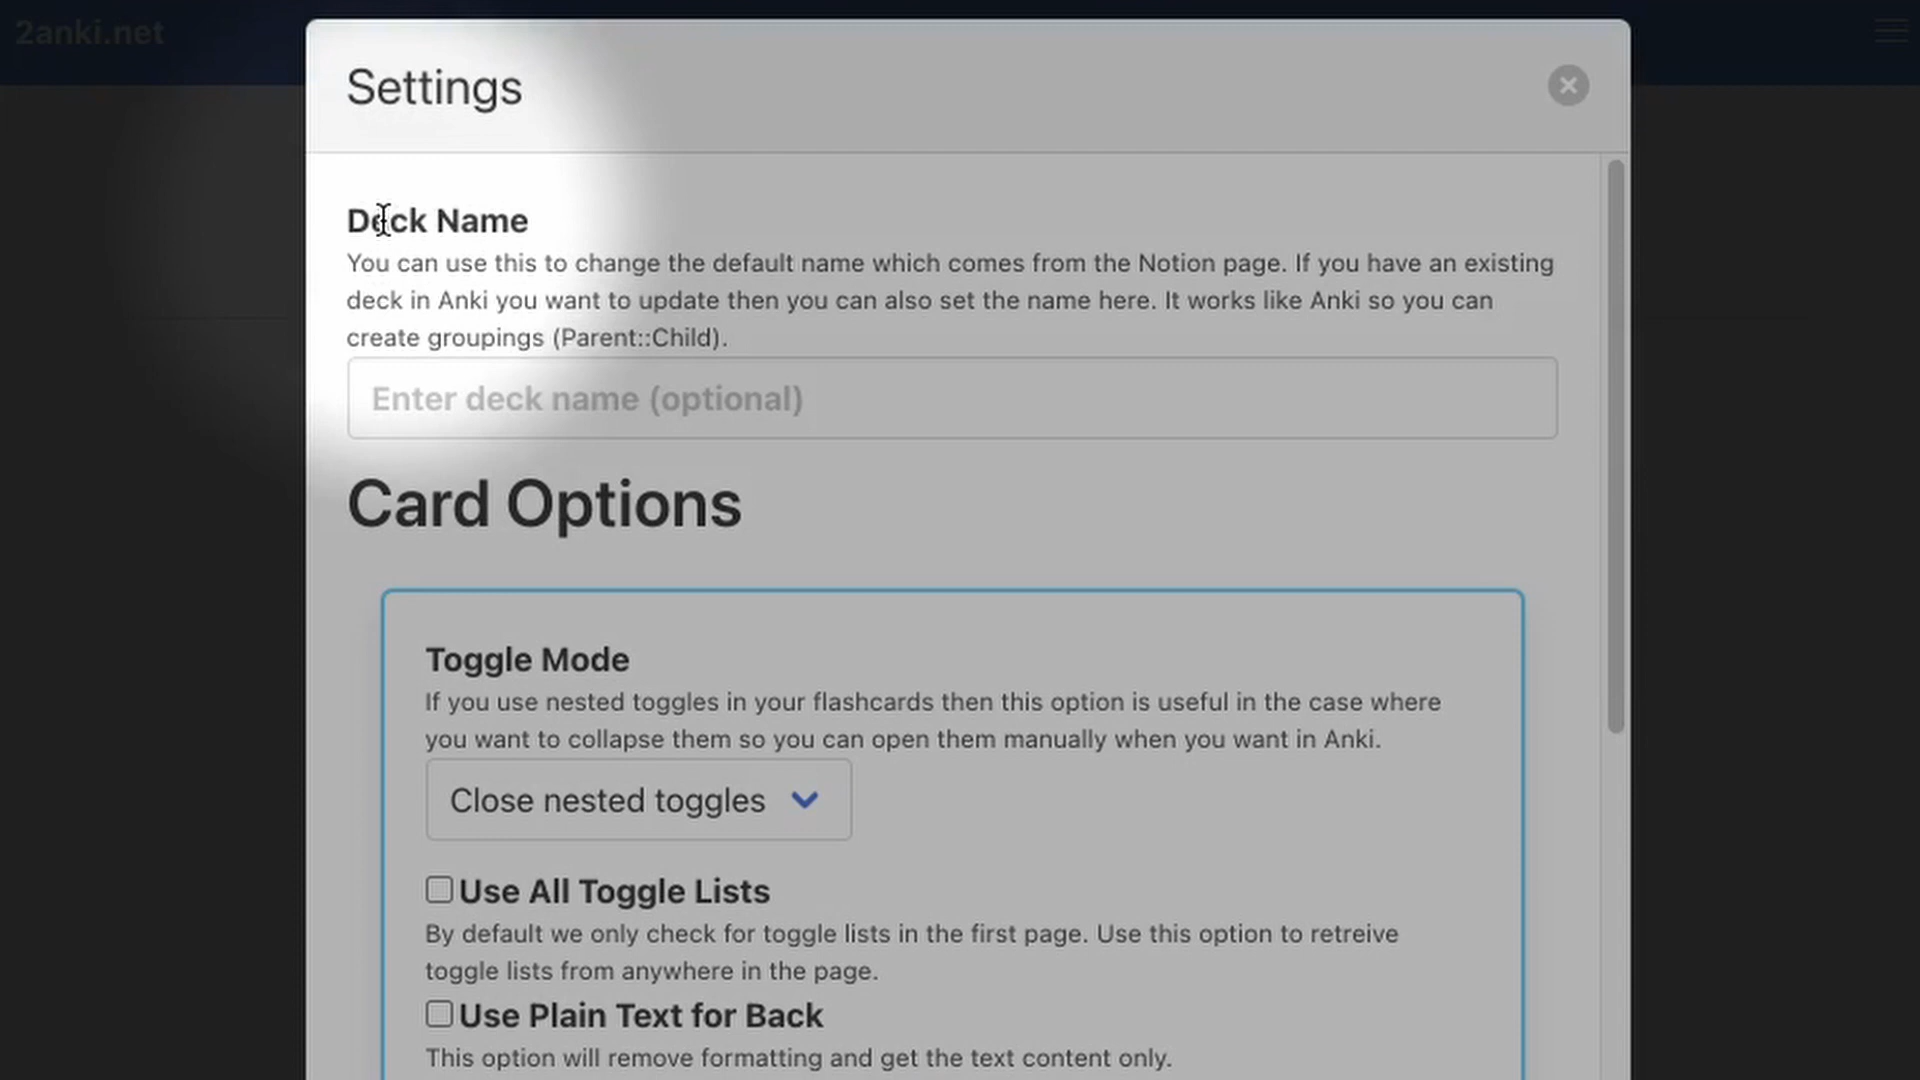 2anki.net
Settings
Deck Name
You can use this to change the default name which comes from the Notion page. If you have an existing
deck in Anki you want to update then you can also set the name here. It works like Anki so you can
create groupings (Parent::Child).
Enter deck name (optional)
Card Options
Toggle Mode
If you use nested toggles in your flashcards then this option is useful in the case where
you want to collapse them so you can open them manually when you want in Anki.
Close nested toggles
Use All Toggle Lists
By default we only check for toggle lists in the first page. Use this option to retreive
toggle lists from anywhere in the page.
Use Plain Text for Back
This option will remove formatting and get the text content only.